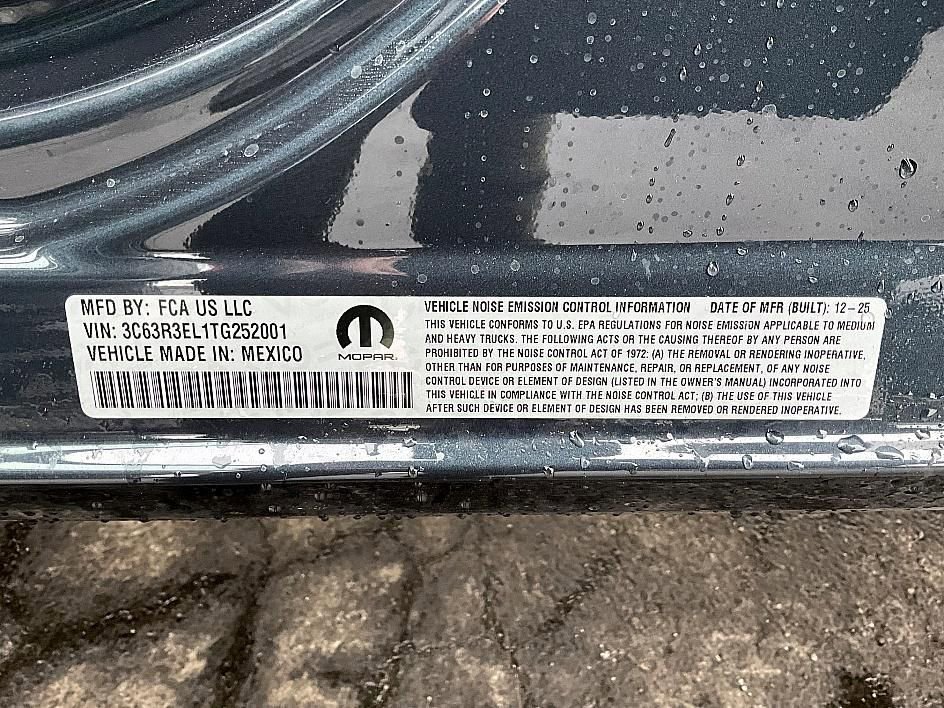 MFD BY: FCA US LLC
VIN: 3C63R3EL1TG252001
VEHICLE MADE IN: MEXICO
MOPAR
VEHICLE NOISE EMISSION CONTROL INFORMATION DATE OF MFR (BUILT): 12-25
THIS VEHICLE CONFORMS TO U.S. EPA REGULATIONS FOR NOISE EMISSION APPLICABLE TO MEDIUM
AND HEAVY TRUCKS. THE FOLLOWING ACTS OR THE CAUSING THEREOF BY ANY PERSON ARE
PROHIBITED BY THE NOISE CONTROL ACT OF 1972: (A) THE REMOVAL OR RENDERING INOPERATIVE,
OTHER THAN FOR PURPOSES OF MAINTENANCE, REPAIR, OR REPLACEMENT, OF ANY NOISE
CONTROL DEVICE OR ELEMENT OF DESIGN (LISTED IN THE OWNER'S MANUAL) INCORPORATED INTO
THIS VEHICLE IN COMPLIANCE WITH THE NOISE CONTROL ACT; (B) THE USE OF THIS VEHICLE
AFTER SUCH DEVICE OR ELEMENT OF DESIGN HAS BEEN REMOVED OR RENDERED INOPERATIVE.